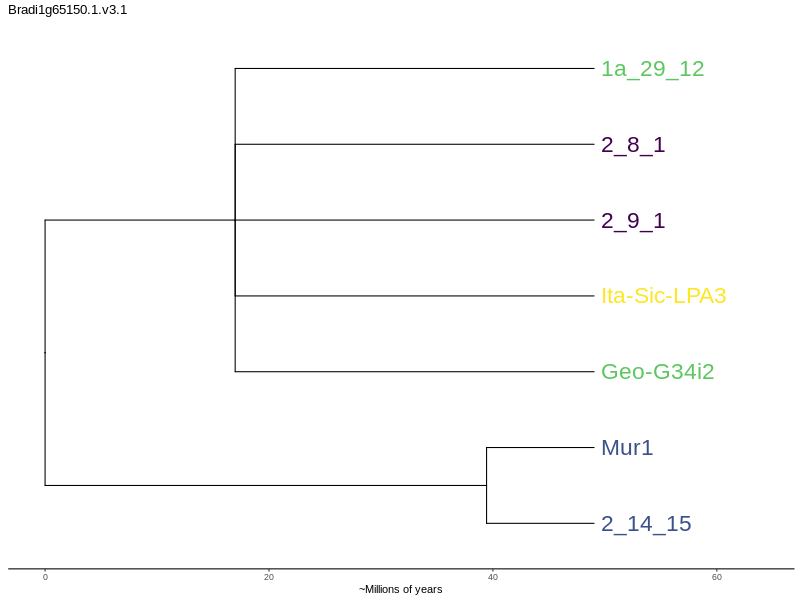 Bradi1g65150.1.v3.1
1a_29_12
2_8_1
2_9_1
Ita-Sic-LPA3
Geo-G34i2
Mur1
2_14_15
0 20 40 60
~Millions of years